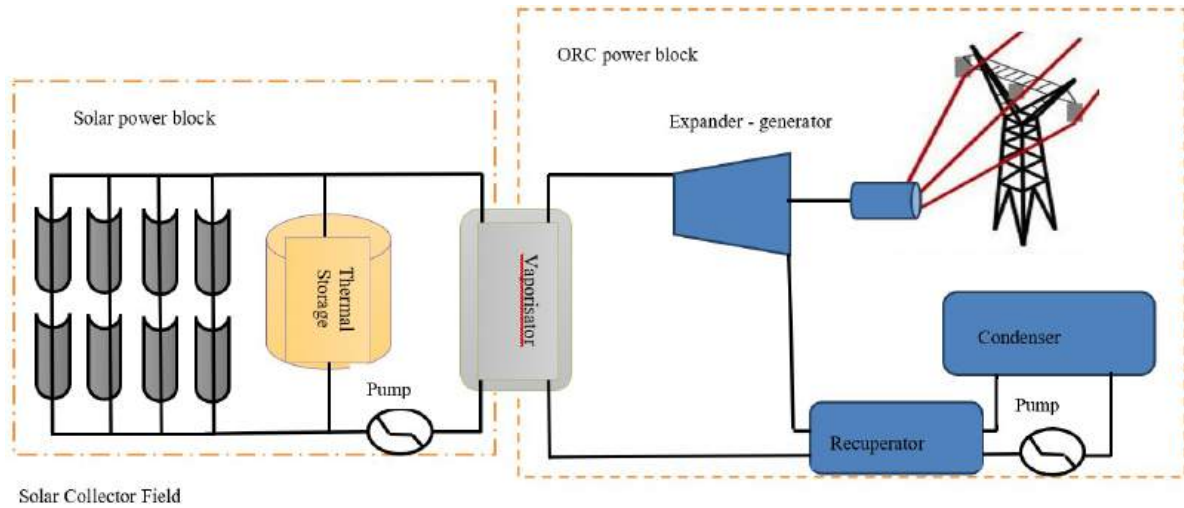 ORC power block
Solar power block
Expander - generator
Thermal
Storage
Vaporisator
Condenser
Pump
Pump
Recuperator
Solar Collector Field